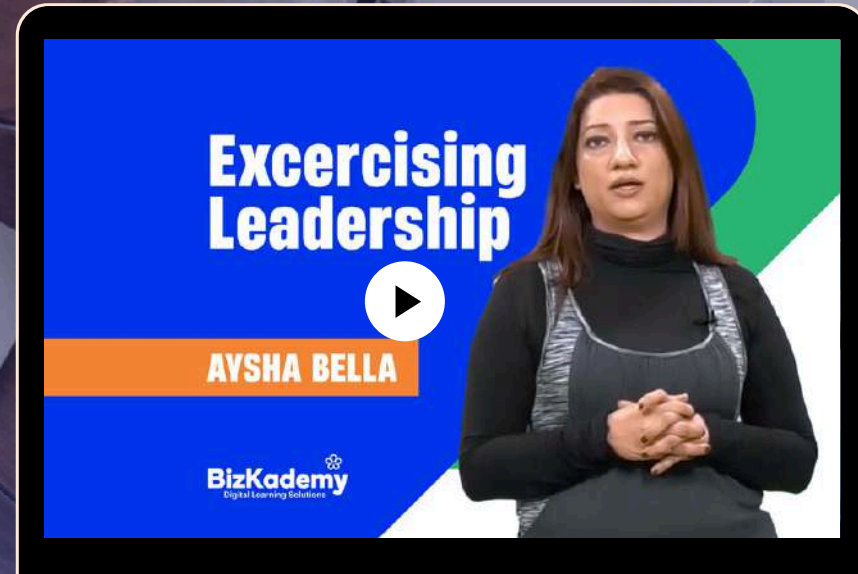 Excercising
Leadership
AYSHA BELLA
BizKademy
Digital Learning Solutions